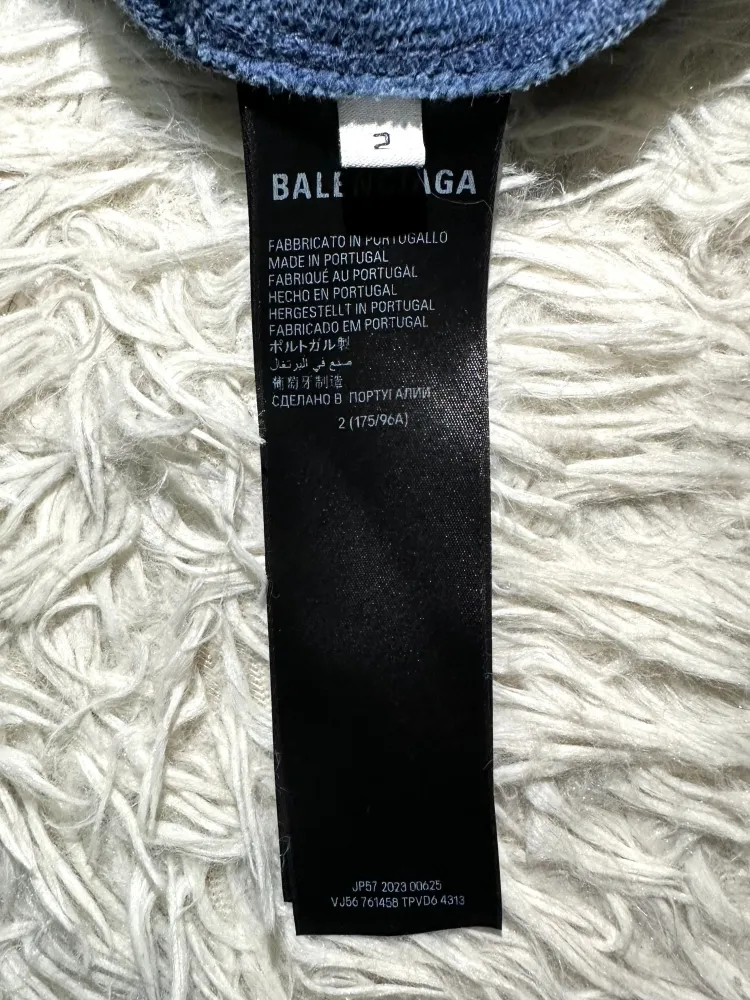 2
BALENCIAGA
FABBRICATO IN PORTOGALLO
MADE IN PORTUGAL
FABRIQUÉ AU PORTUGAL
HECHO EN PORTUGAL
HERGESTELLT IN PORTUGAL
FABRICADO EM PORTUGAL
ポルトガル製
صنع في البرتغال
葡萄牙制造
СДЕЛАНО В ПОРТУГАЛИИ
2 (175/96A)
JP57 2023 00625
VJ56 761458 TPVD6 4313